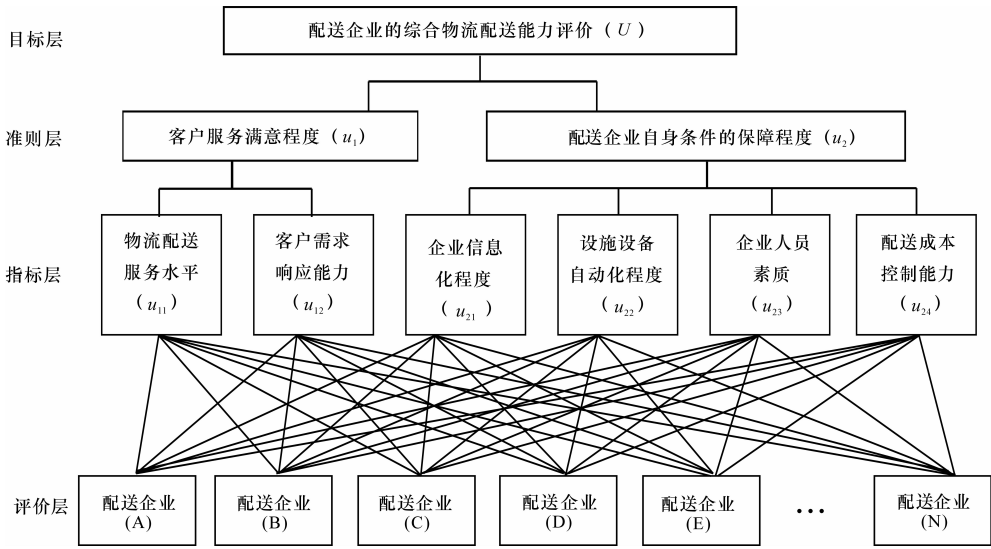 目标层
配送企业的综合物流配送能力评价（U）
准则层
客户服务满意程度（u₁）
配送企业自身条件的保障程度（u₂）
指标层
物流配送
服务水平
（u₁₁）
客户需求
响应能力
（u₁₂）
企业信息
化程度
（u₂₁）
设施设备
自动化程度
（u₂₂）
企业人员
素质
（u₂₃）
配送成本
控制能力
（u₂₄）
评价层
配送企业
(A)
配送企业
(B)
配送企业
(C)
配送企业
(D)
配送企业
(E)
•••
配送企业
(N)